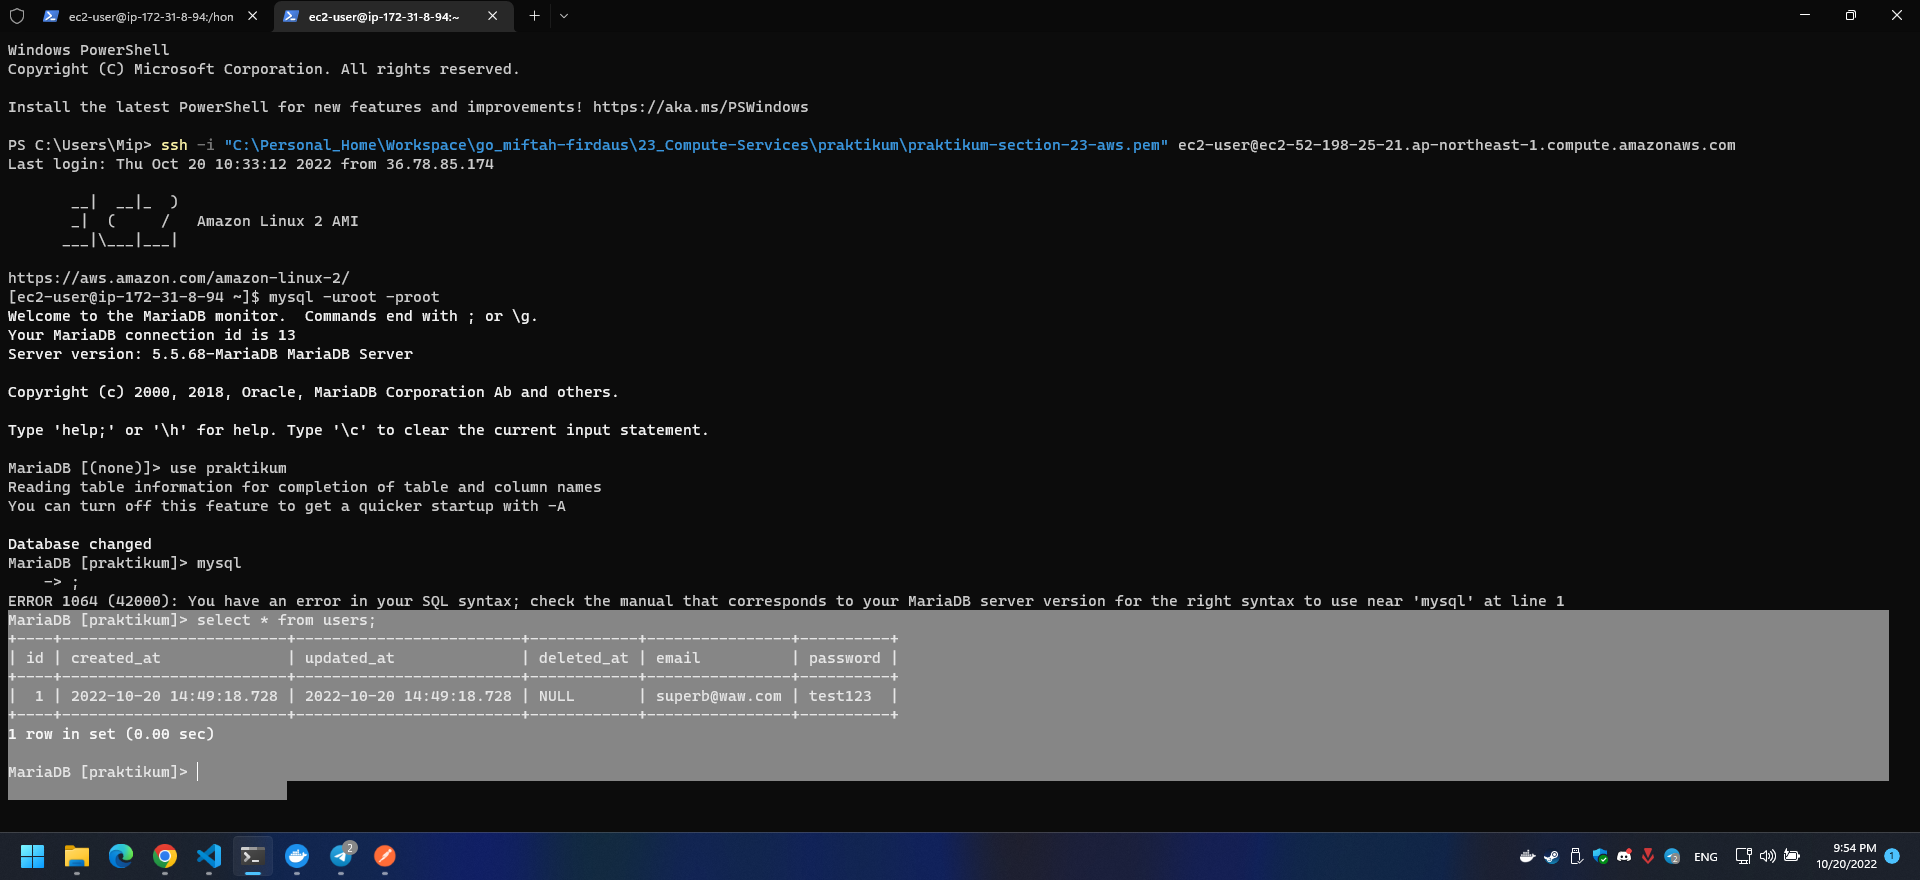 ec2-user@ip-172-31-8-94:/hon
ec2-user@ip-172-31-8-94:~
Windows PowerShell
Copyright (C) Microsoft Corporation. All rights reserved.
Install the latest PowerShell for new features and improvements! https://aka.ms/PSWindows
PS C:\Users\Mip> ssh -i "C:\Personal_Home\Workspace\go_miftah-firdaus\23_Compute-Services\praktikum\praktikum-section-23-aws.pem" ec2-user@ec2-52-198-25-21.ap-northeast-1.compute.amazonaws.com
Last login: Thu Oct 20 10:33:12 2022 from 36.78.85.174
       __|  __|_  )
       _|  (     /   Amazon Linux 2 AMI
      ___|\___|___|
https://aws.amazon.com/amazon-linux-2/
[ec2-user@ip-172-31-8-94 ~]$ mysql -uroot -proot
Welcome to the MariaDB monitor.  Commands end with ; or \g.
Your MariaDB connection id is 13
Server version: 5.5.68-MariaDB MariaDB Server
Copyright (c) 2000, 2018, Oracle, MariaDB Corporation Ab and others.
Type 'help;' or '\h' for help. Type '\c' to clear the current input statement.
MariaDB [(none)]> use praktikum
Reading table information for completion of table and column names
You can turn off this feature to get a quicker startup with -A
Database changed
MariaDB [praktikum]> mysql
    -> ;
ERROR 1064 (42000): You have an error in your SQL syntax; check the manual that corresponds to your MariaDB server version for the right syntax to use near 'mysql' at line 1
MariaDB [praktikum]> select * from users;
+----+-------------------------+-------------------------+------------+----------------+----------+
| id | created_at              | updated_at              | deleted_at | email          | password |
+----+-------------------------+-------------------------+------------+----------------+----------+
|  1 | 2022-10-20 14:49:18.728 | 2022-10-20 14:49:18.728 | NULL       | superb@waw.com | test123  |
+----+-------------------------+-------------------------+------------+----------------+----------+
1 row in set (0.00 sec)
MariaDB [praktikum]>
2
2
ENG
9:54 PM
10/20/2022
1